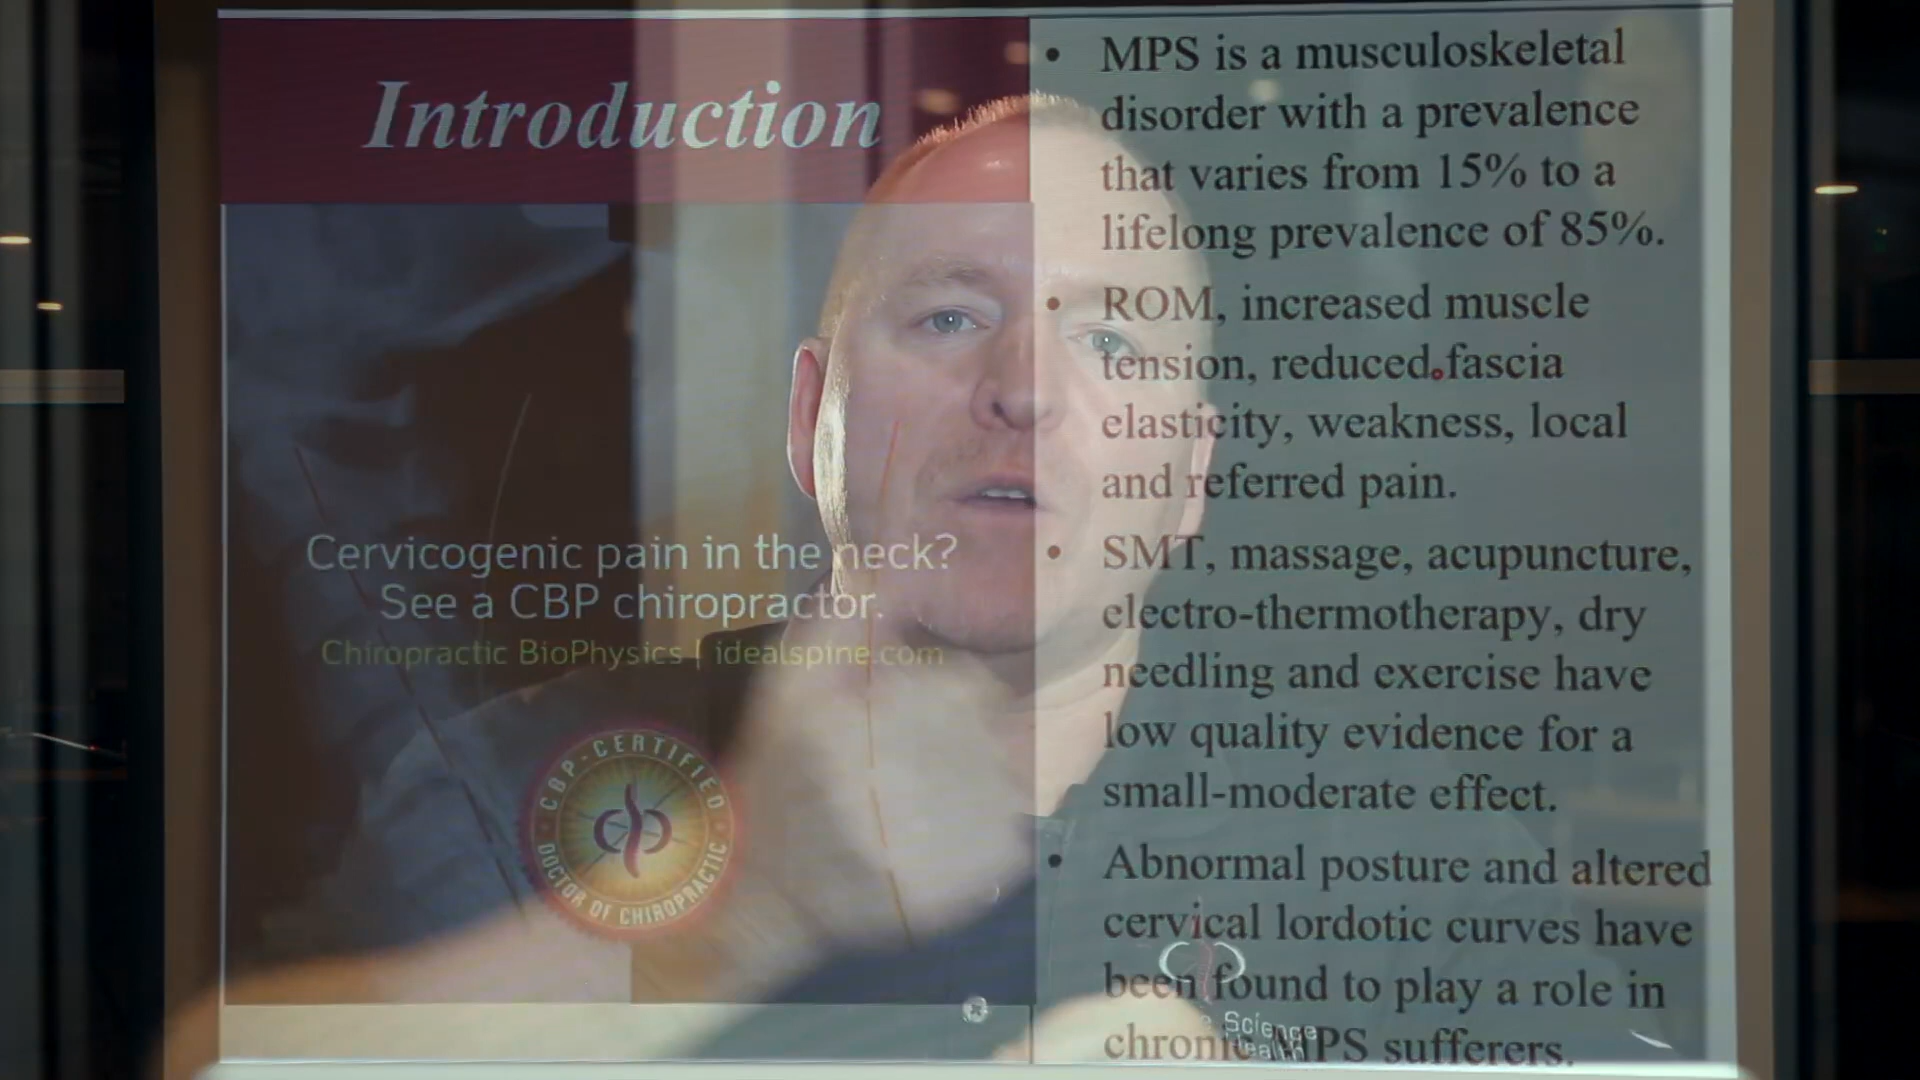 Introduction
• MPS is a musculoskeletal
disorder with a prevalence
that varies from 15% to a
lifelong prevalence of 85%.
• ROM, increased muscle
tension, reduced fascia
elasticity, weakness, local
and referred pain.
• SMT, massage, acupuncture,
electro-thermotherapy, dry
needling and exercise have
low quality evidence for a
small-moderate effect.
• Abnormal posture and altered
cervical lordotic curves have
been found to play a role in
chronic MPS sufferers.
Cervicogenic pain in the neck?
See a CBP chiropractor.
Chiropractic BioPhysics | idealspine.com
CBP-CERTIFIED
DOCTOR OF CHIROPRACTIC
Science
Health